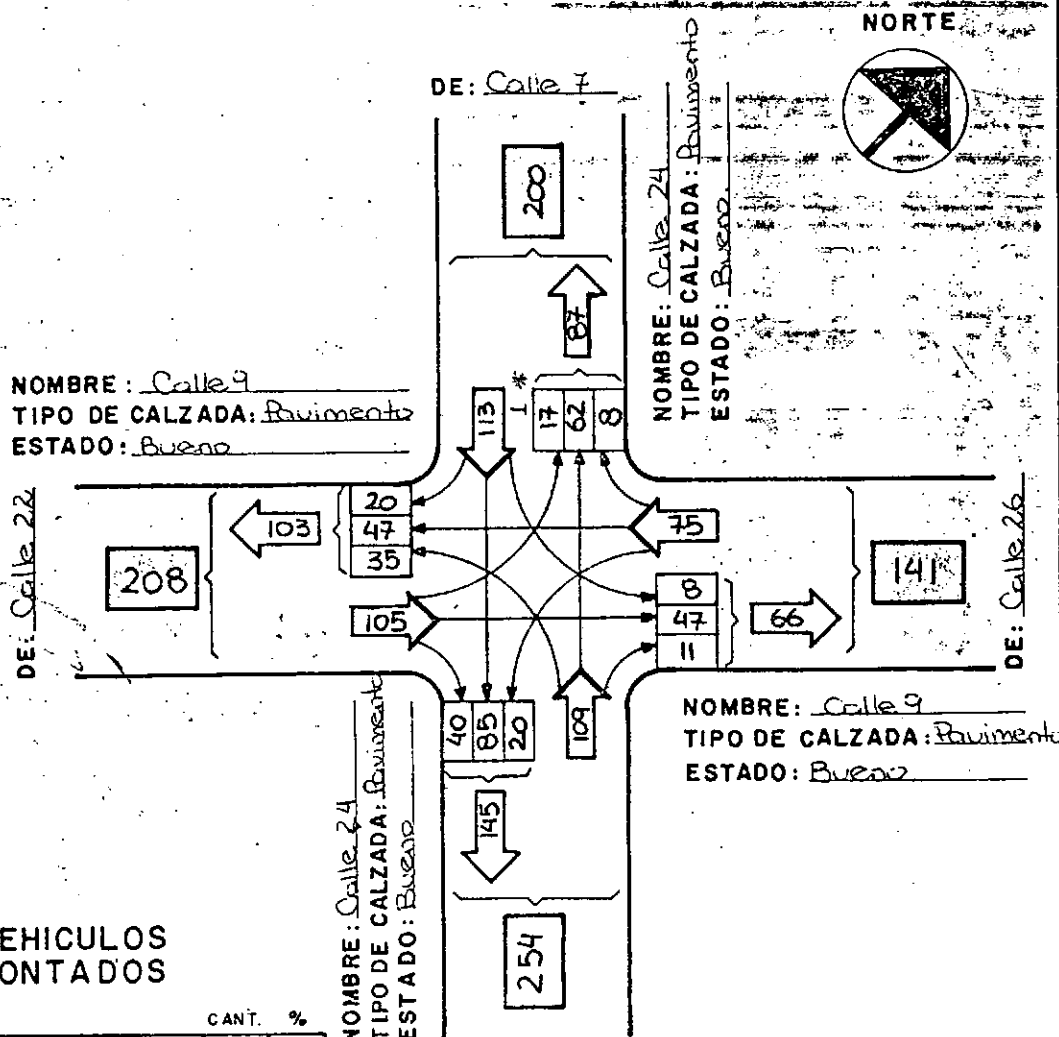 NORTE
DE: Calle 7
NOMBRE: Calle 24
TIPO DE CALZADA: Pavimento
ESTADO: Bueno
200
87
NOMBRE: Calle 9
TIPO DE CALZADA: Pavimento
ESTADO: Bueno
113
1 *
17
62
8
DE: Calle 22
208
103
20
47
35
75
141
DE: Calle 26
105
8
47
11
66
40
85
20
109
NOMBRE: Calle 9
TIPO DE CALZADA: Pavimento
ESTADO: Bueno
NOMBRE: Calle 24
TIPO DE CALZADA: Pavimento
ESTADO: Bueno
145
254
EHICULOS
ONTADOS
CANT. %